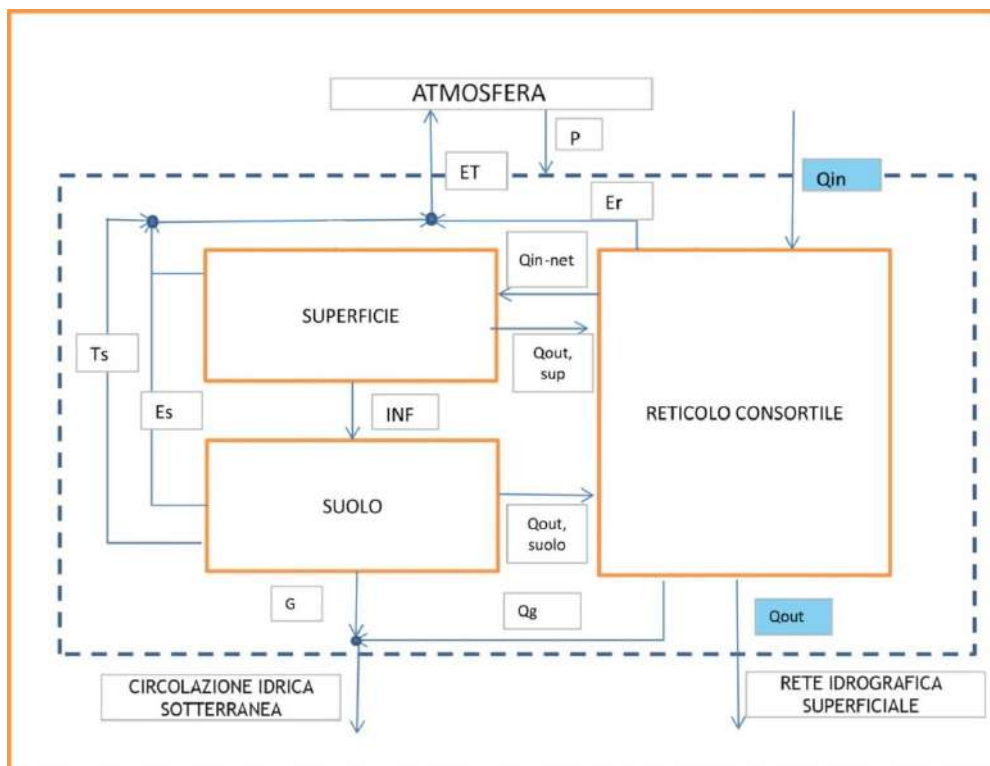 ATMOSFERA
P
ET
Qin
Er
Qin-net
SUPERFICIE
Ts
Qout,
sup
Es
INF
RETICOLO CONSORTILE
SUOLO
Qout,
suolo
G
Qg
Qout
CIRCOLAZIONE IDRICA
SOTTERRANEA
RETE IDROGRAFICA
SUPERFICIALE